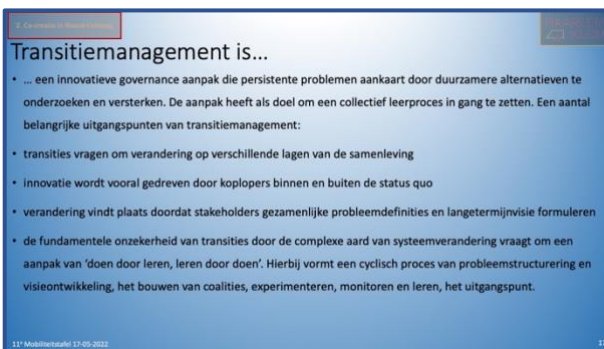 Transitiemanagement is...
• ... een innovatieve governance aanpak die persistente problemen aankaart door duurzamere alternatieven te
onderzoeken en versterken. De aanpak heeft als doel om een collectief leerproces in gang te zetten. Een aantal
belangrijke uitgangspunten van transitiemanagement:
• transities vragen om verandering op verschillende lagen van de samenleving
• innovatie wordt vooral gedreven door koplopers binnen en buiten de status quo
• verandering vindt plaats doordat stakeholders gezamenlijke probleemdefinities en langetermijnvisie formuleren
• de fundamentele onzekerheid van transities door de complexe aard van systeemverandering vraagt om een
aanpak van ‘doen door leren, leren door doen’. Hierbij vormt een cyclisch proces van probleemstructurering en
visieontwikkeling, het bouwen van coalities, experimenteren, monitoren en leren, het uitgangspunt.
11e Mobiliteitstafel 17-05-2022